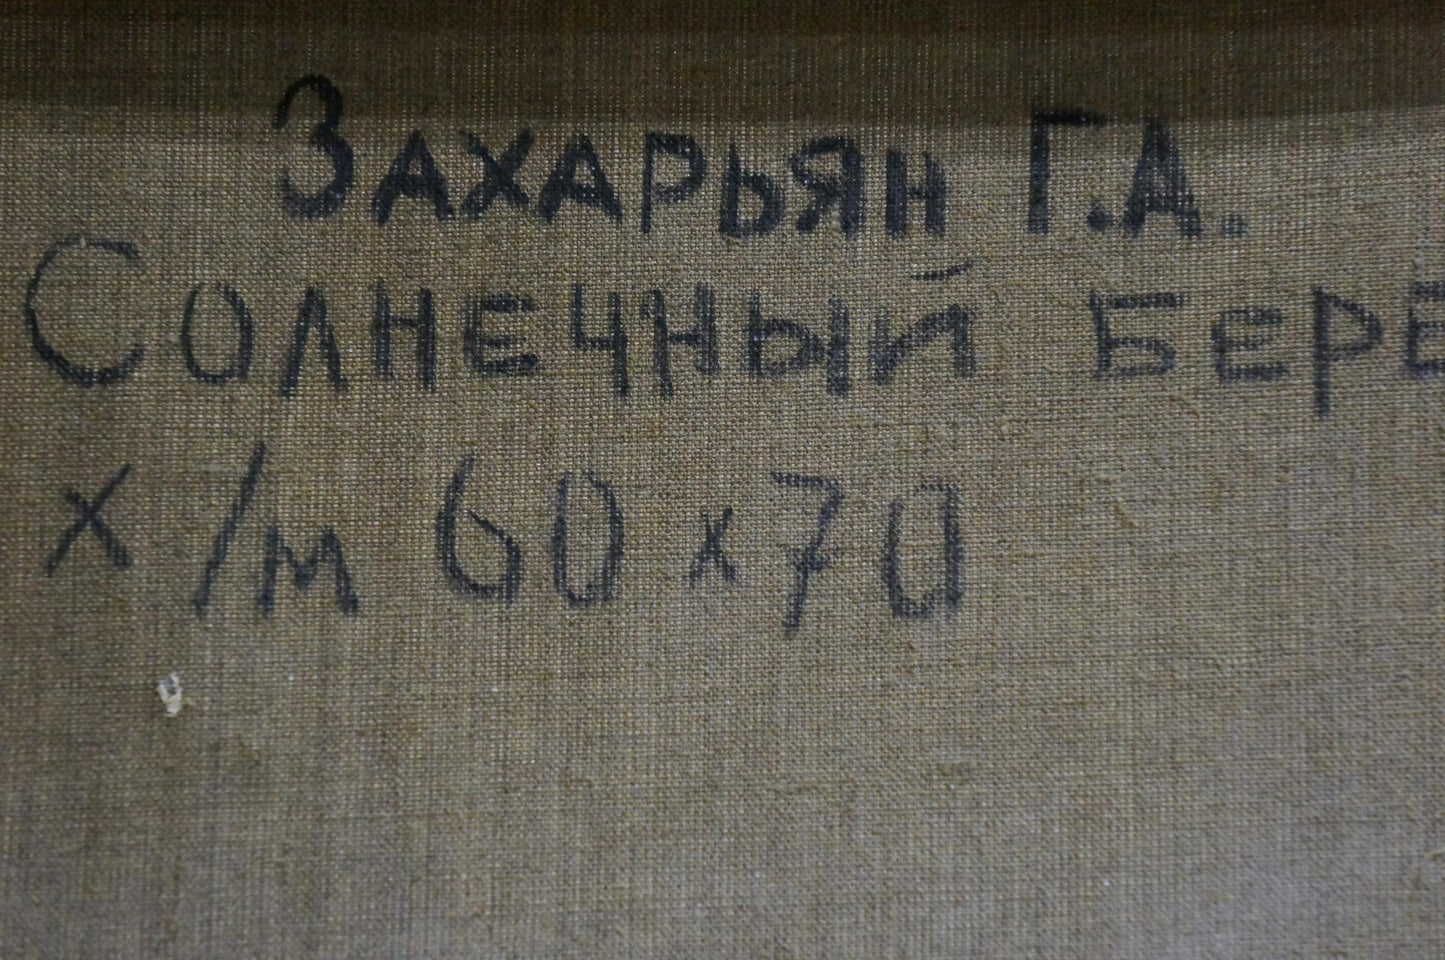 Захарьян Г.А.
Солнечный бере
х/м 60х70